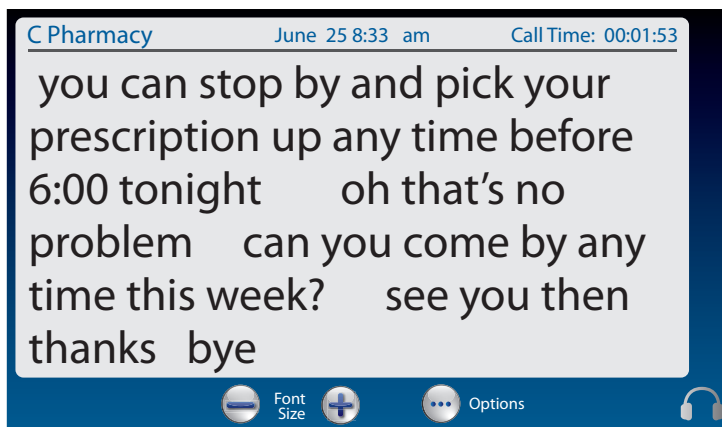 C Pharmacy June 25 8:33 am Call Time: 00:01:53
you can stop by and pick your
prescription up any time before
6:00 tonight oh that's no
problem can you come by any
time this week? see you then
thanks bye
Font
Size
Options